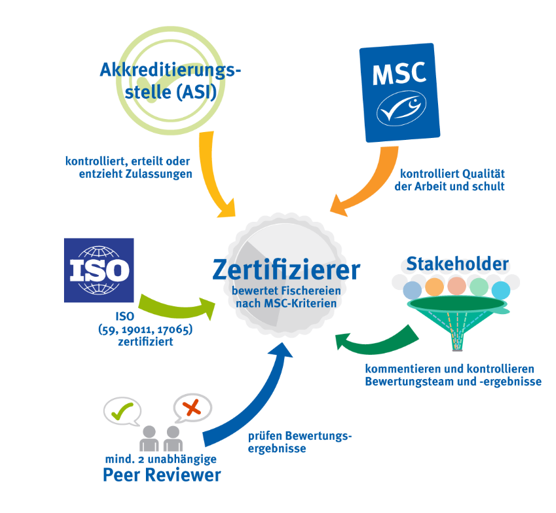 Akkreditierungs-
stelle (ASI)
MSC
kontrolliert, erteilt oder
entzieht Zulassungen
kontrolliert Qualität
der Arbeit und schult
ISO
Zertifizierer
bewertet Fischereien
nach MSC-Kriterien
Stakeholder
ISO
(59, 19011, 17065)
zertifiziert
kommentieren und kontrollieren
Bewertungsteam und -ergebnisse
prüfen Bewertungs-
ergebnisse
mind. 2 unabhängige
Peer Reviewer